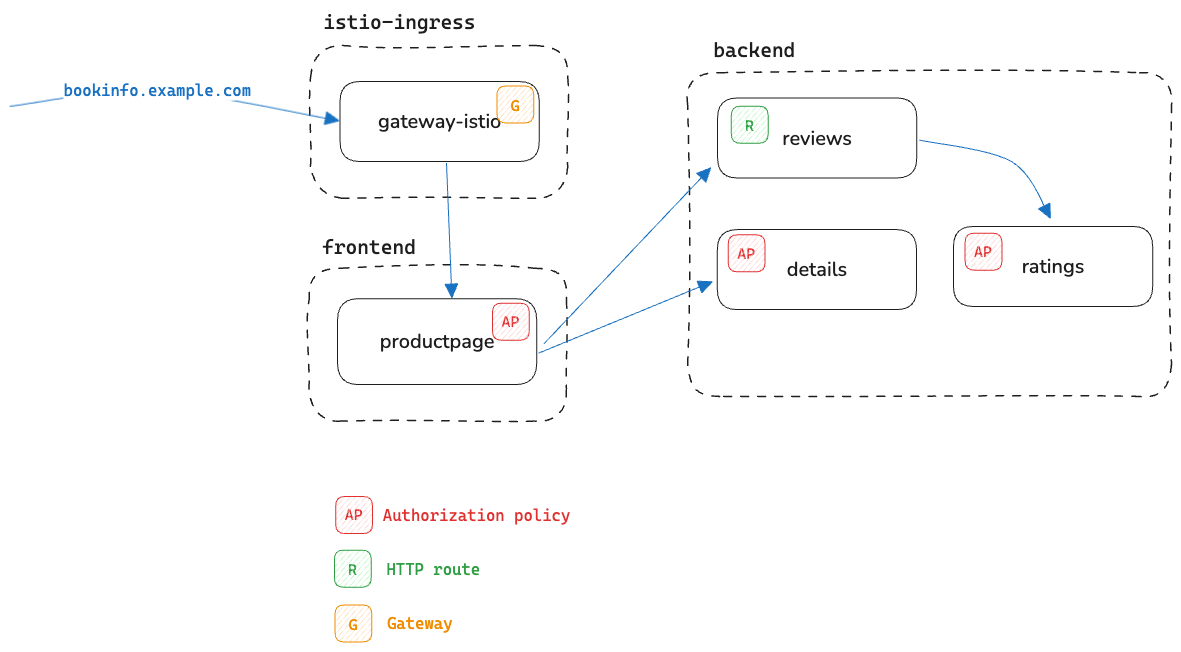 istio-ingress
bookinfo.example.com
gateway-istio
G
backend
R
reviews
AP
details
AP
ratings
frontend
productpage
AP
AP Authorization policy
R HTTP route
G Gateway